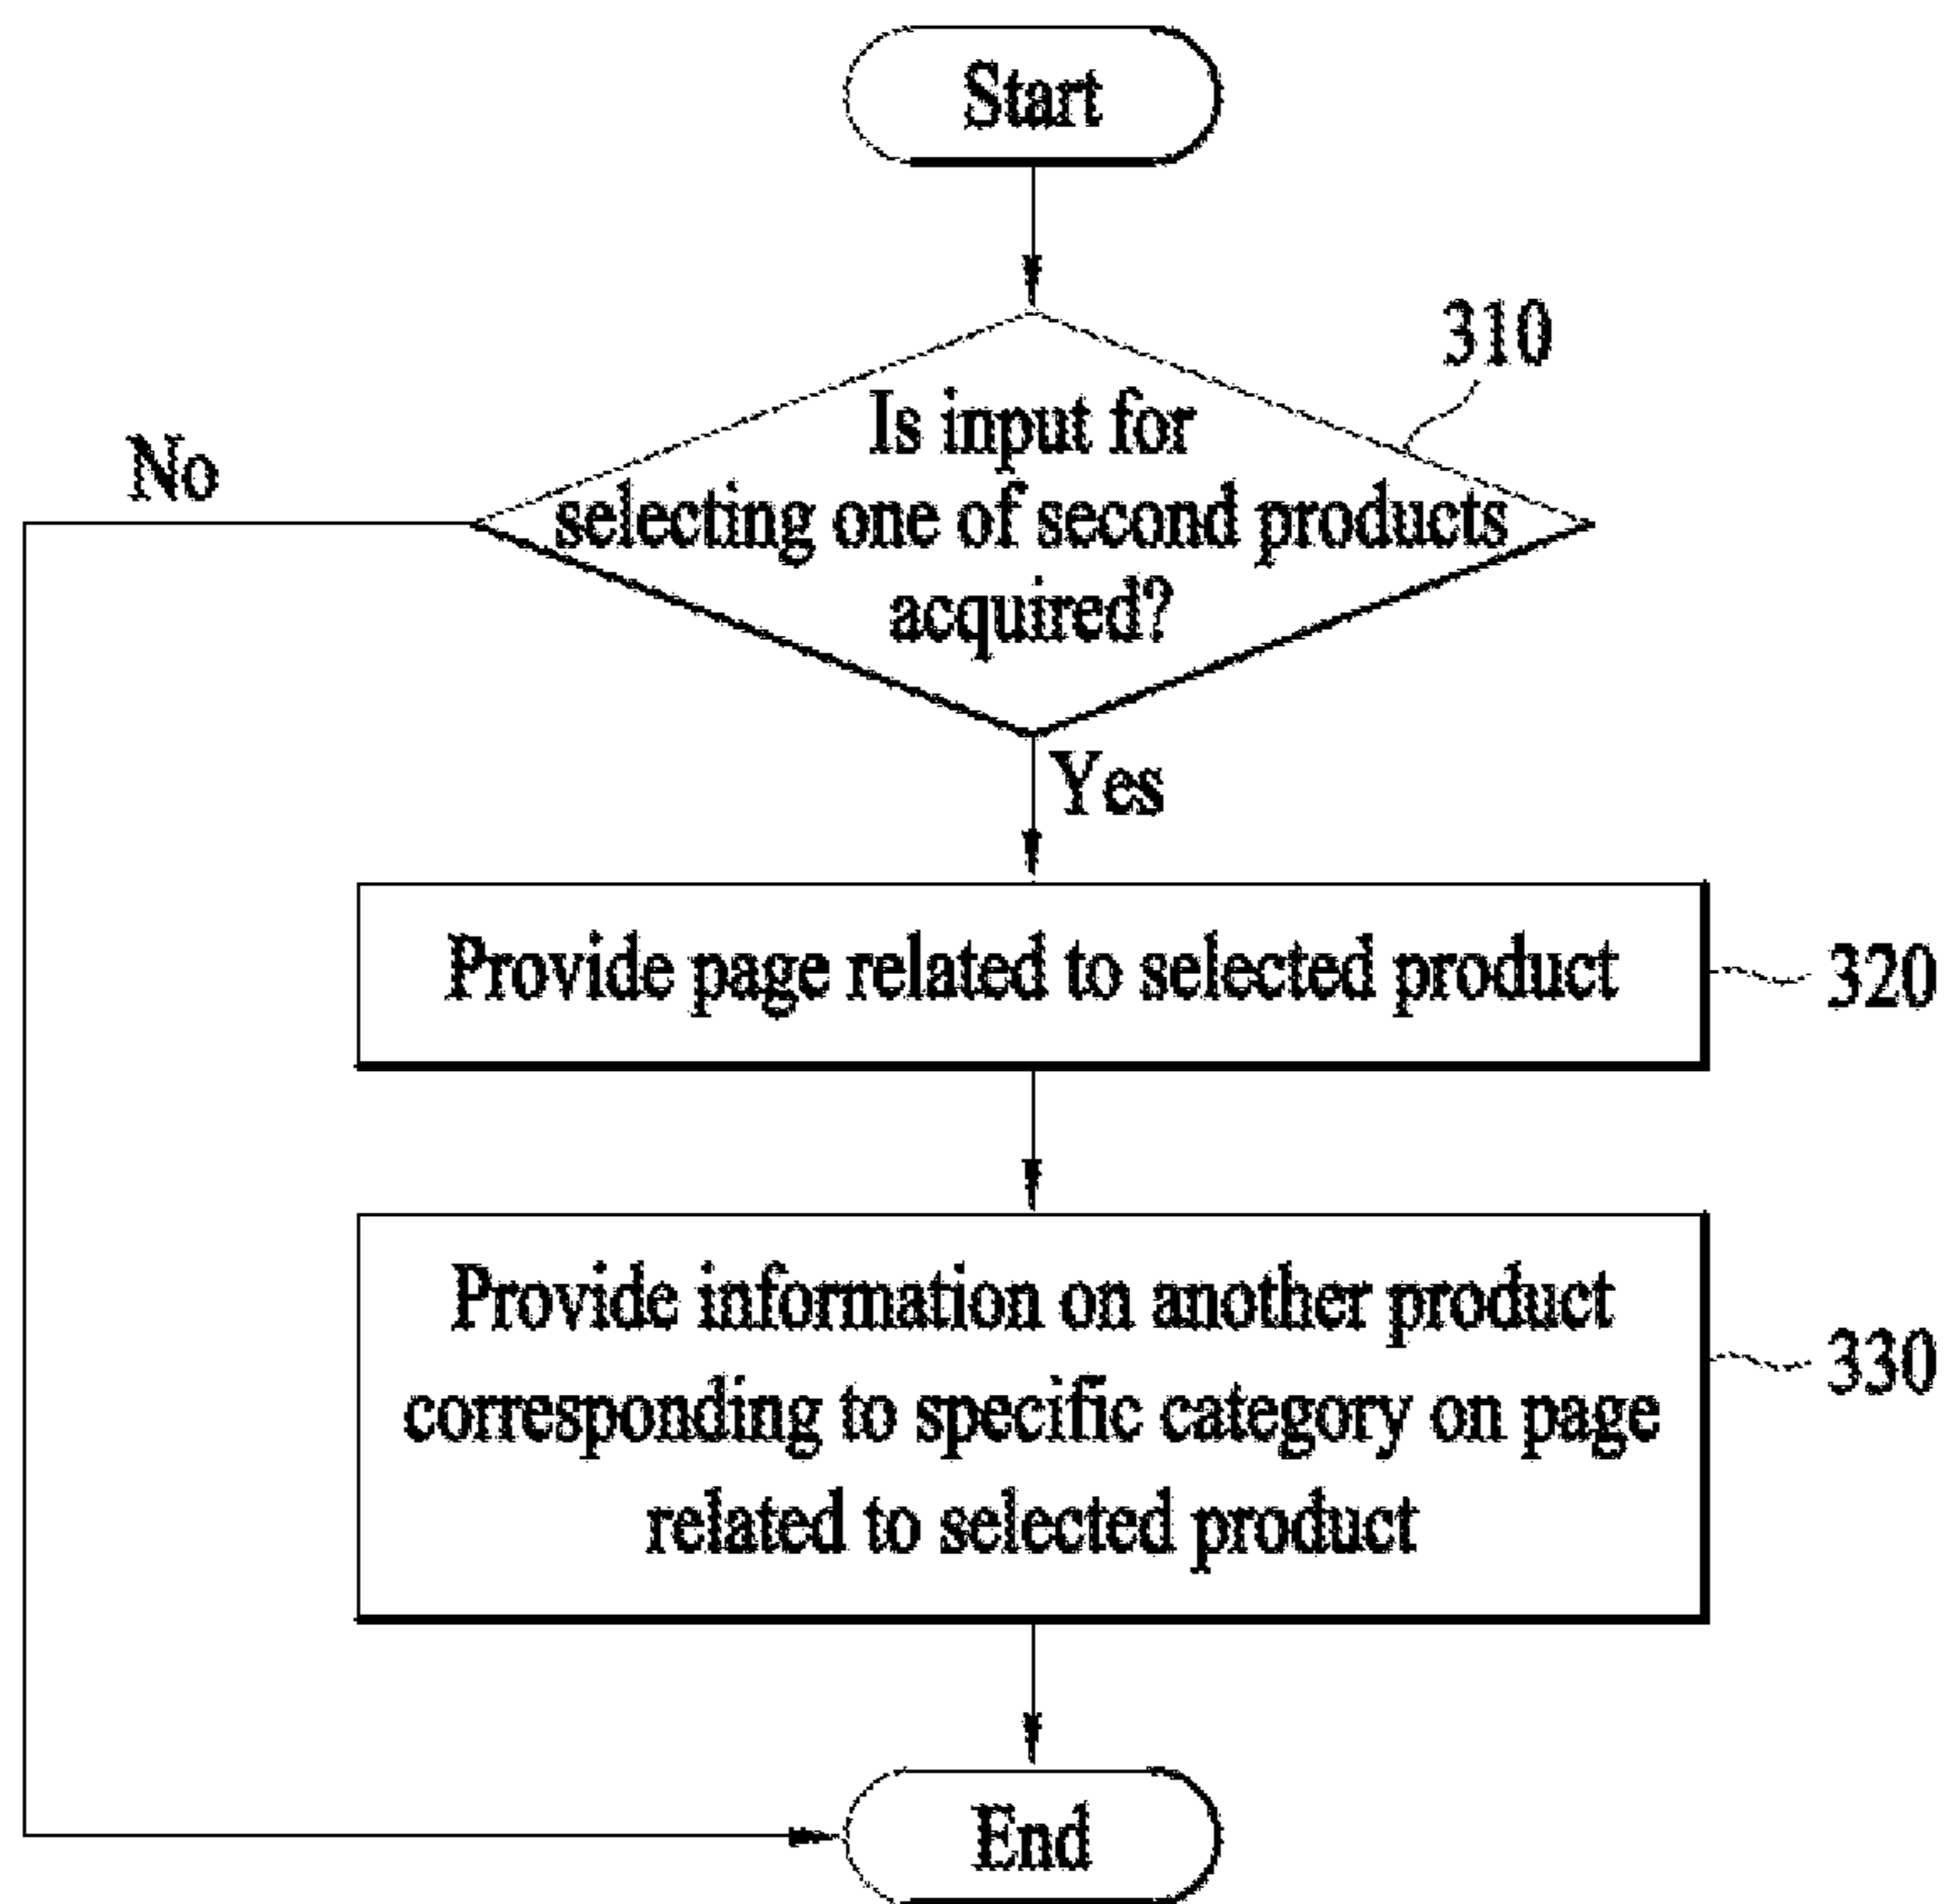 Start
310
Is input for
selecting one of second products
acquired?
No
Yes
Provide page related to selected product
320
Provide information on another product
corresponding to specific category on page
related to selected product
330
End